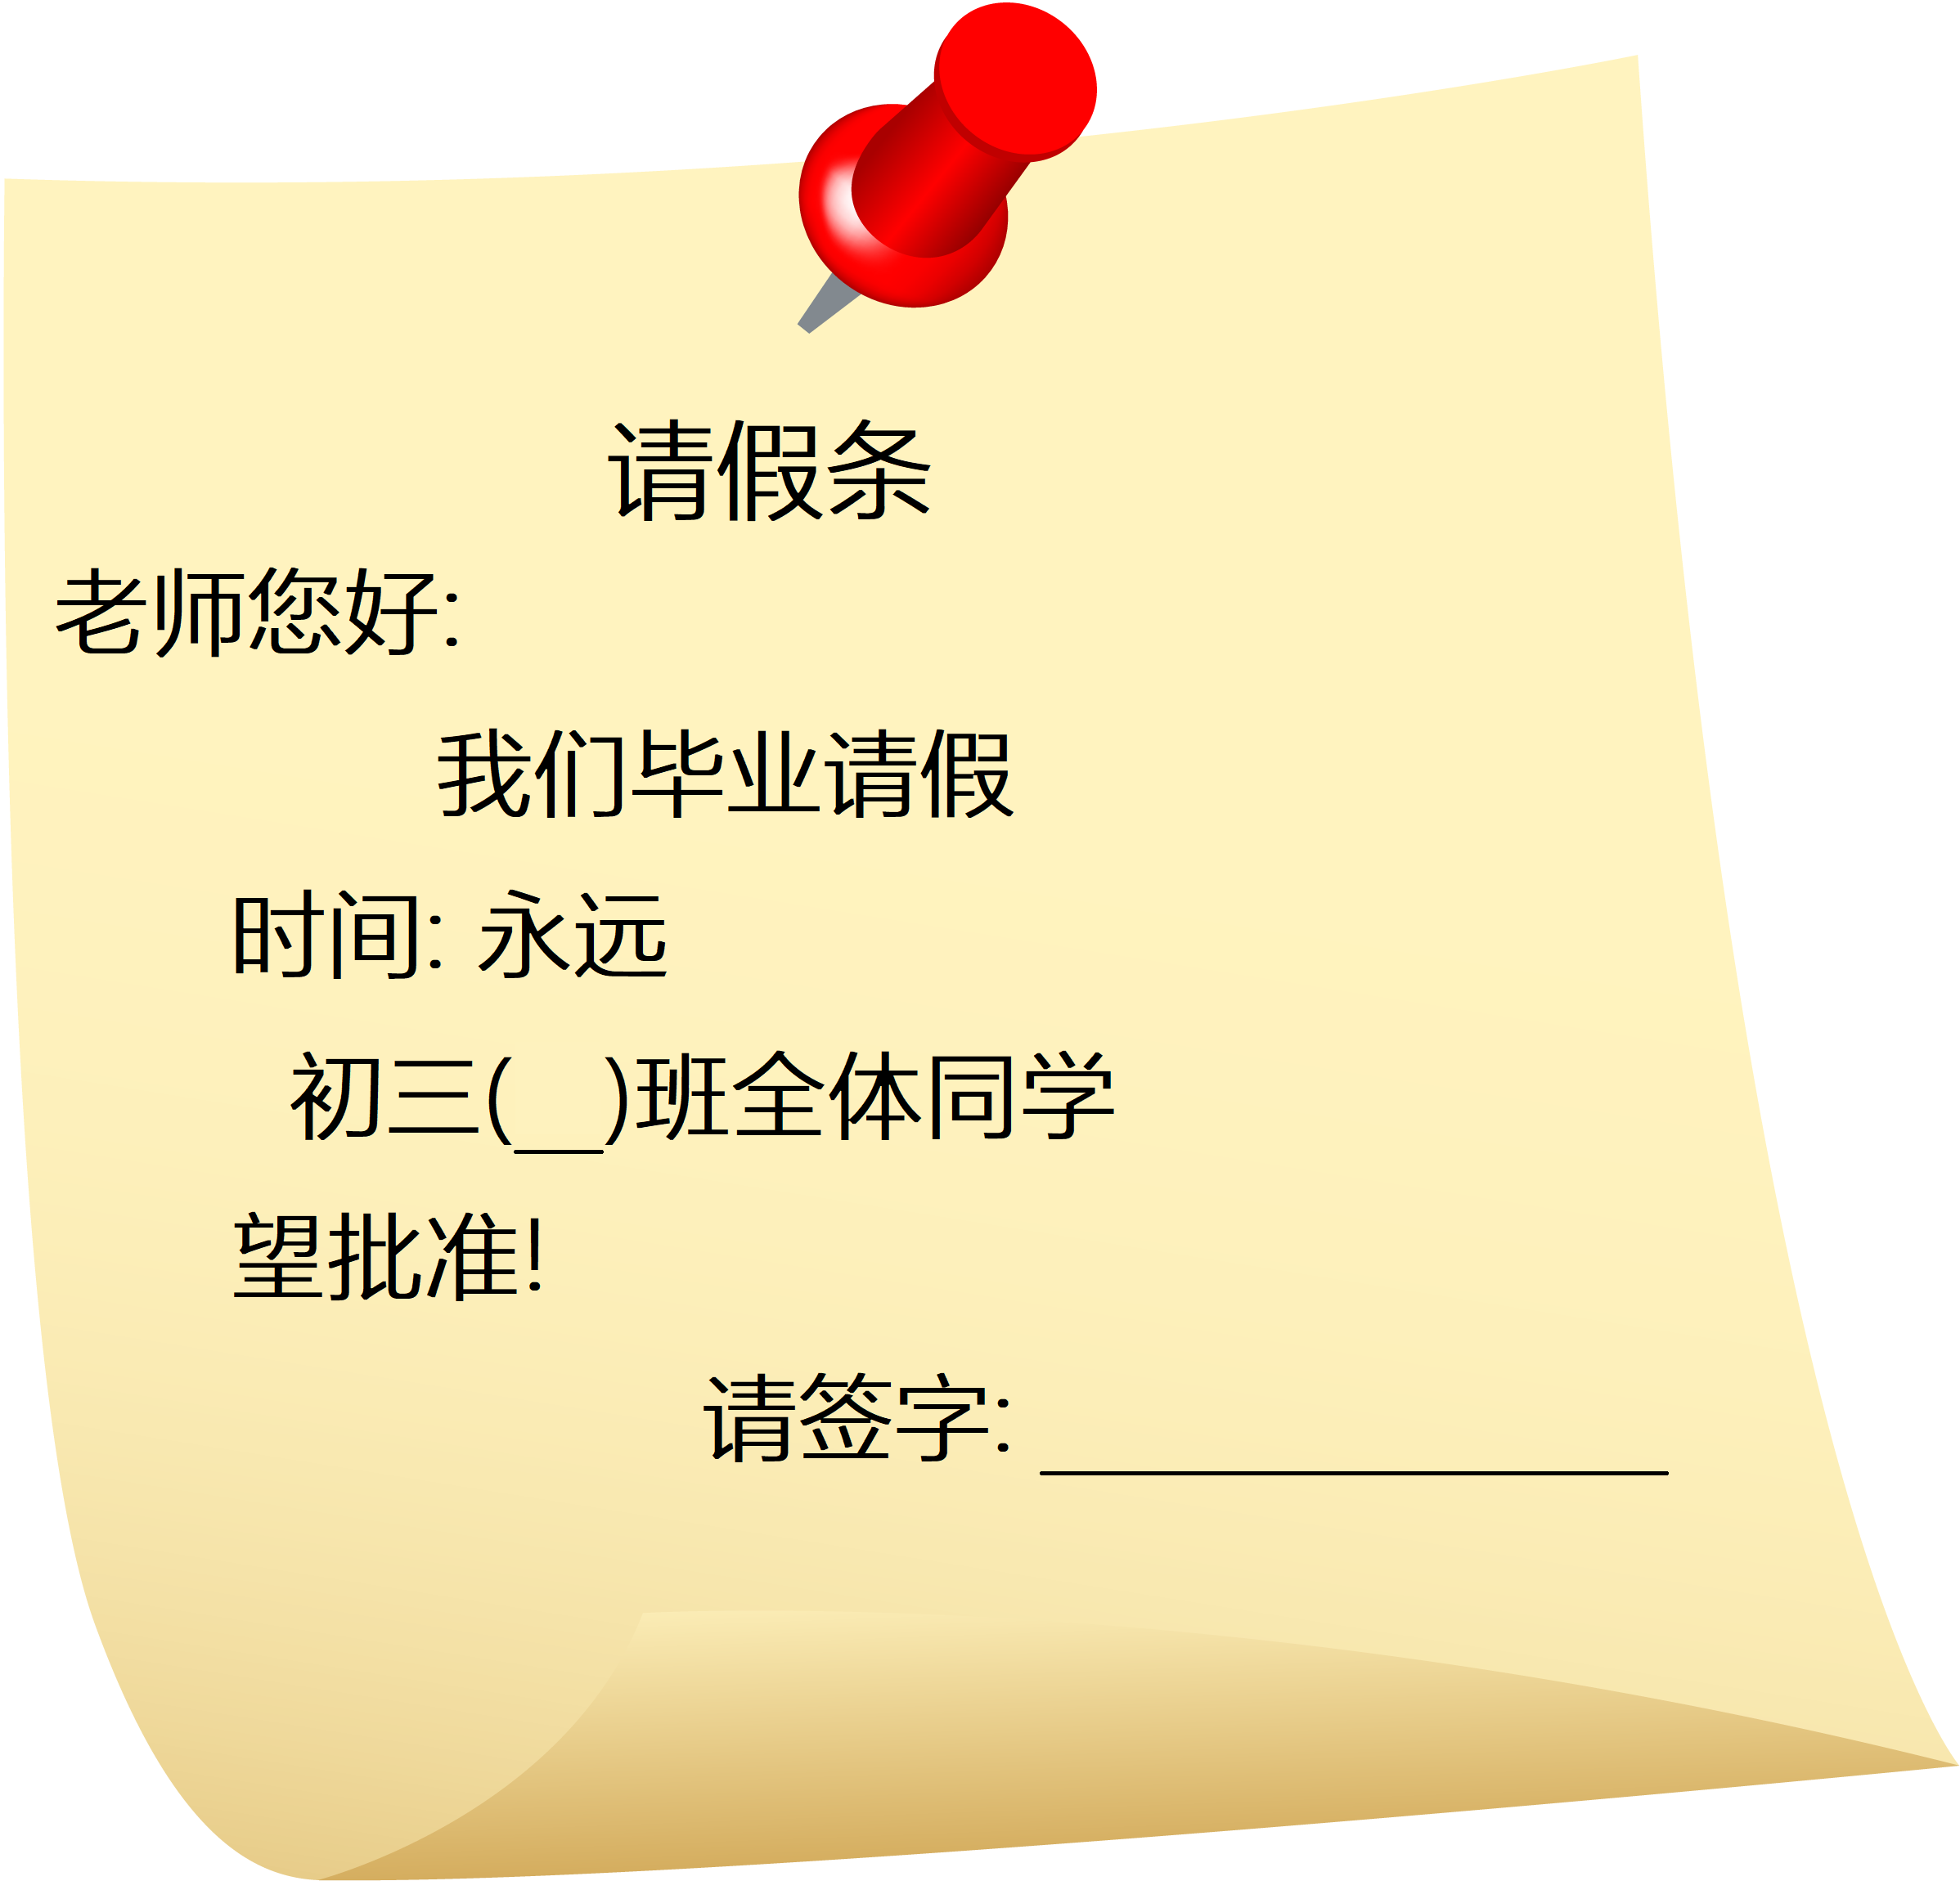 请假条
老师您好:
我们毕业请假
时间: 永远
初三(__)班全体同学
望批准!
请签字: _____________